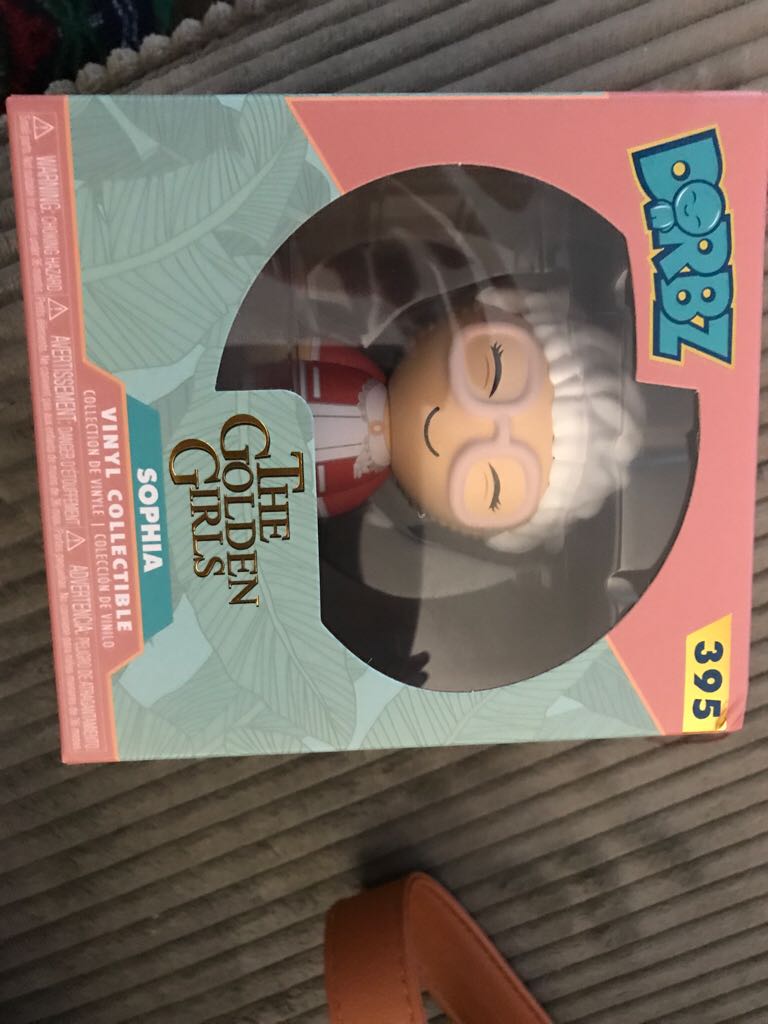 DORBZ
395
THE
GOLDEN
GIRLS
SOPHIA
VINYL COLLECTIBLE
COLLECTION DE VINYLE | COLECCIÓN DE VINILO
WARNING: CHOKING HAZARD AVERTISSEMENT: DANGER D'ÉTOUFFEMENT ADVERTENCIA: PELIGRO DE ATRAGANTAMIENTO.